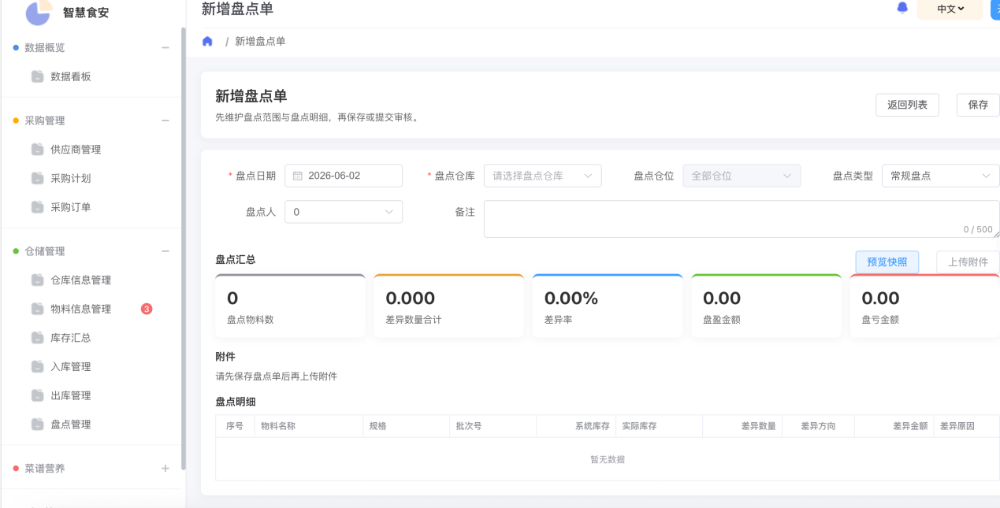 智慧食安
新增盘点单
中文
/ 新增盘点单
数据概览
数据看板
采购管理
供应商管理
采购计划
采购订单
仓储管理
仓库信息管理
物料信息管理 3
库存汇总
入库管理
出库管理
盘点管理
菜谱营养
新增盘点单
先维护盘点范围与盘点明细，再保存或提交审核。
返回列表 保存
* 盘点日期 2026-06-02 * 盘点仓库 请选择盘点仓库 盘点仓位 全部仓位 盘点类型 常规盘点
盘点人 0 备注 0 / 500
盘点汇总 预览快照 上传附件
0 0.000 0.00% 0.00 0.00
盘点物料数 差异数量合计 差异率 盘盈金额 盘亏金额
附件
请先保存盘点单后再上传附件
盘点明细
序号 物料名称 规格 批次号 系统库存 实际库存 差异数量 差异方向 差异金额 差异原因
暂无数据